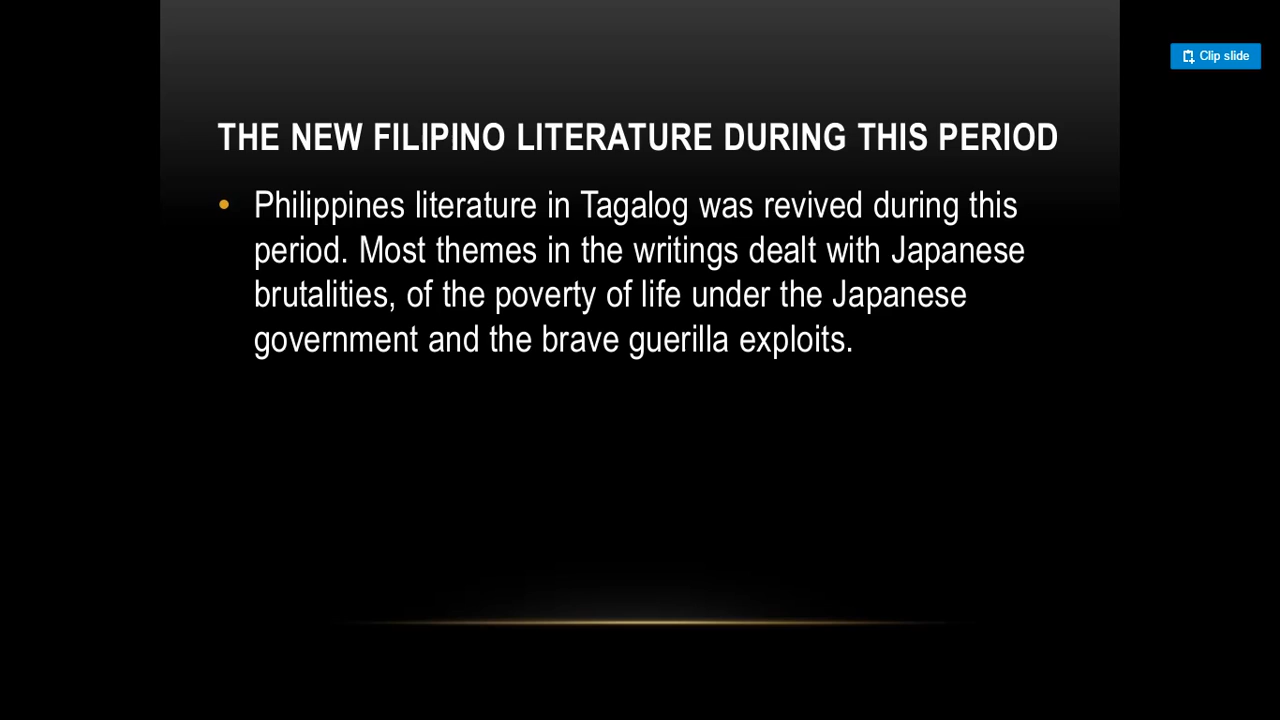 Clip slide
THE NEW FILIPINO LITERATURE DURING THIS PERIOD
• Philippines literature in Tagalog was revived during this
period. Most themes in the writings dealt with Japanese
brutalities, of the poverty of life under the Japanese
government and the brave guerilla exploits.